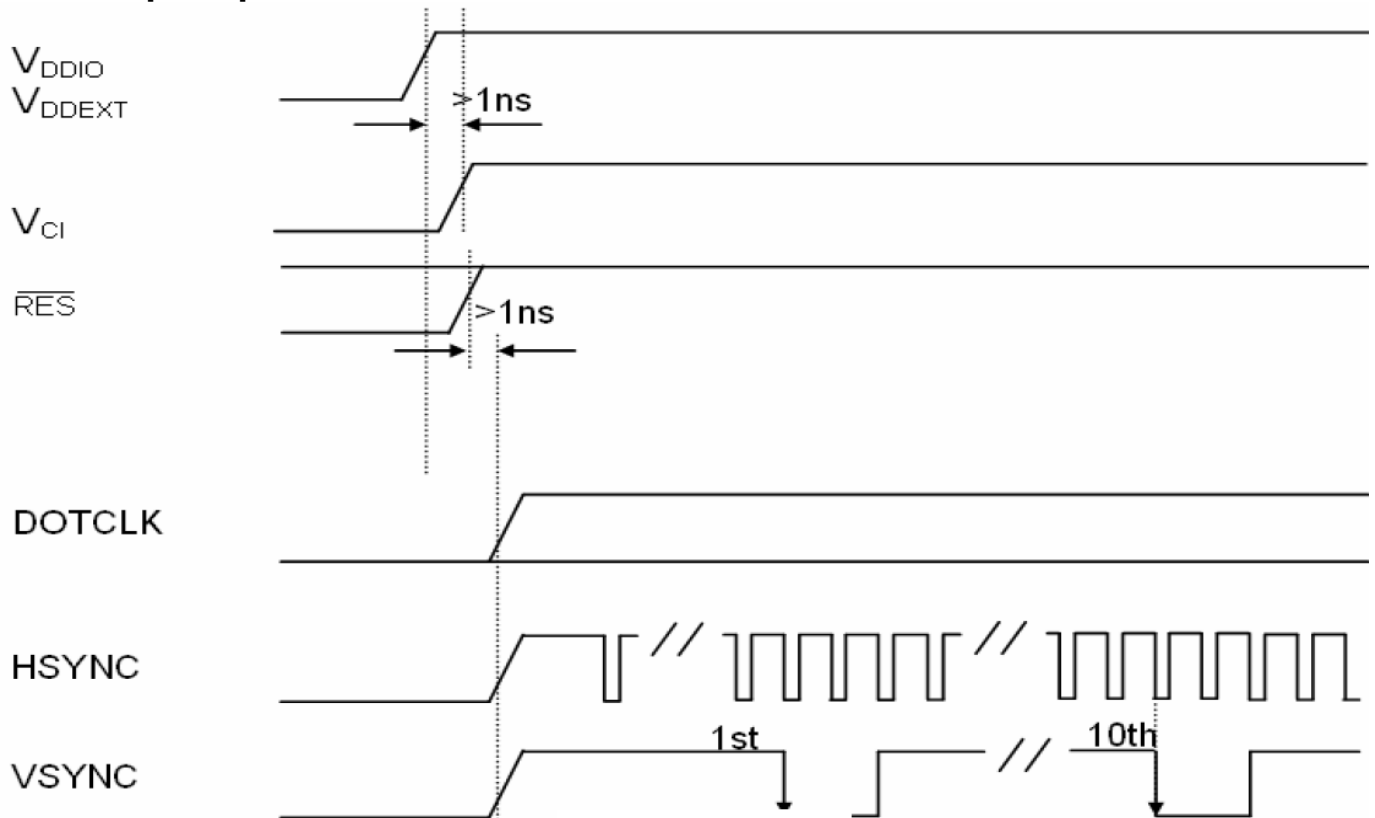 VDDIO
VDDEXT
>1ns
VCI
RES
>1ns
DOTCLK
HSYNC
1st
10th
VSYNC